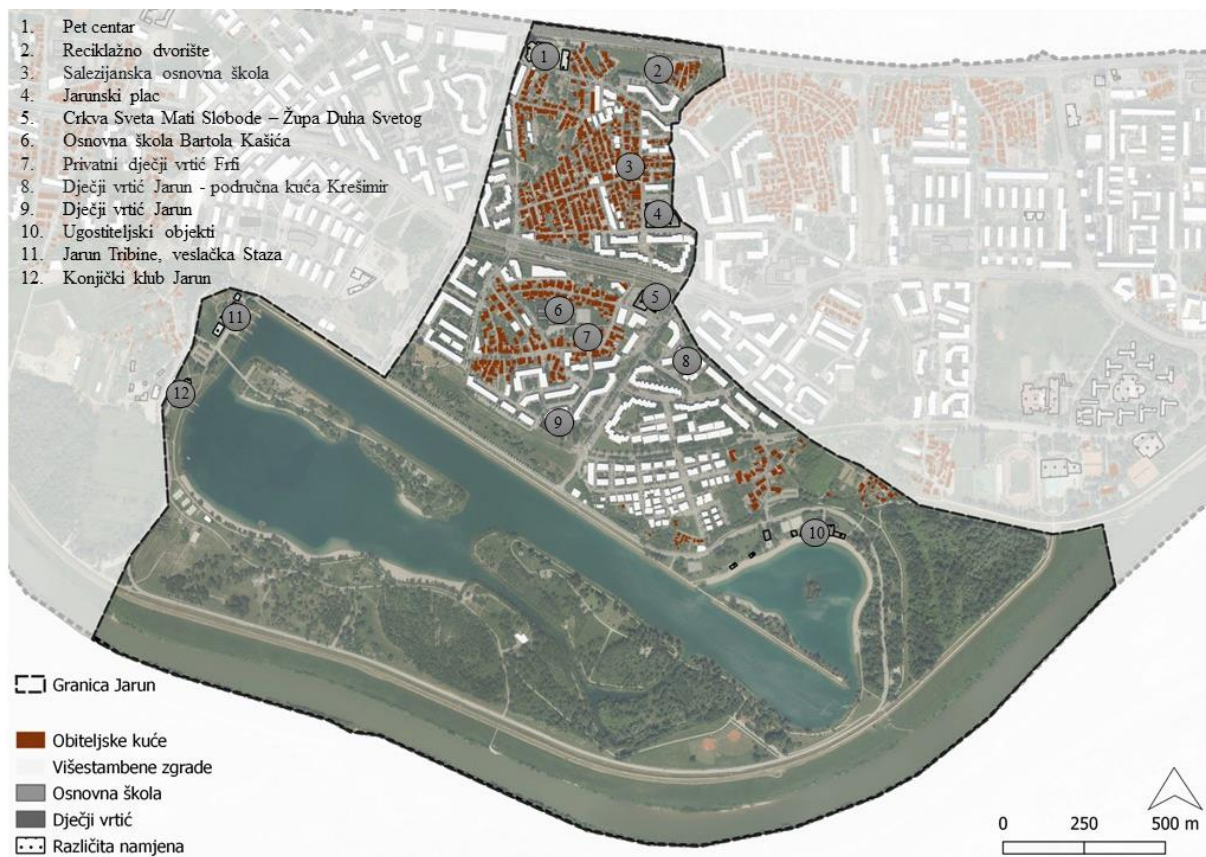 1. Pet centar
2. Reciklažno dvorište
3. Salezijanska osnovna škola
4. Jarunski plac
5. Crkva Sveta Mati Slobode – Župa Duha Svetog
6. Osnovna škola Bartola Kašića
7. Privatni dječji vrtić Frfi
8. Dječji vrtić Jarun - područna kuća Krešimir
9. Dječji vrtić Jarun
10. Ugostiteljski objekti
11. Jarun Tribine, veslačka Staza
12. Konjički klub Jarun
1
2
3
4
5
6
7
8
9
10
11
12
Granica Jarun
Obiteljske kuće
Višestambene zgrade
Osnovna škola
Dječji vrtić
Različita namjena
0 250 500 m